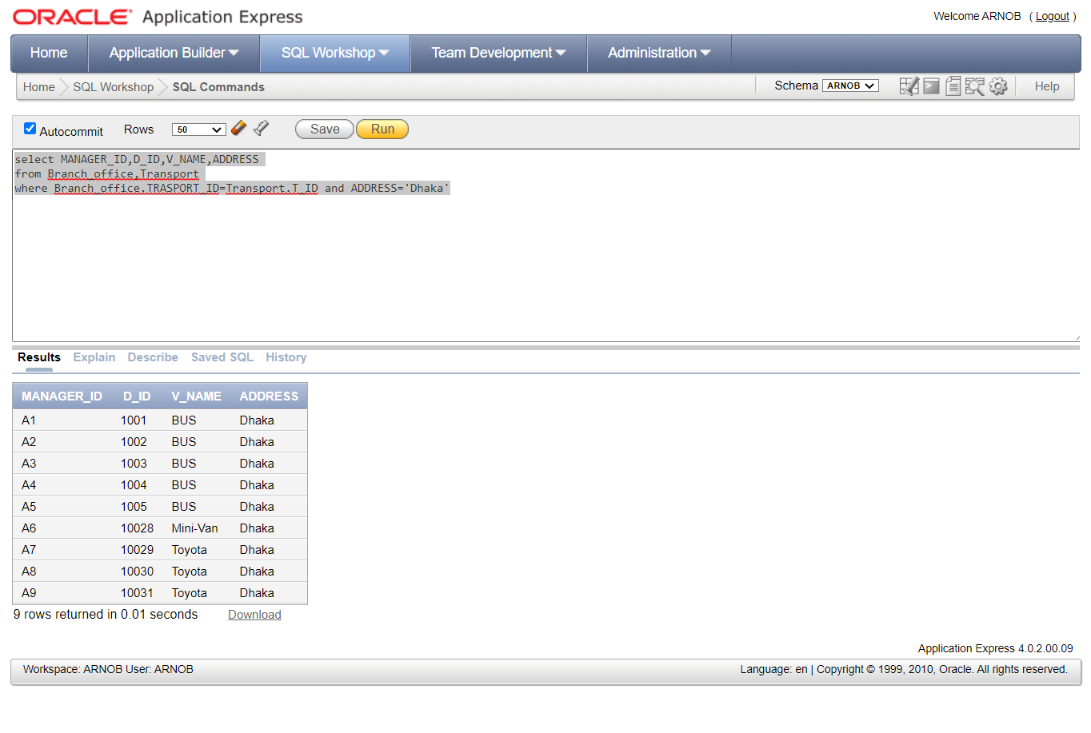 ORACLE Application Express
Welcome ARNOB ( Logout )
Home Application Builder SQL Workshop Team Development Administration
Home SQL Workshop SQL Commands Schema ARNOB Help
Autocommit Rows 50 Save Run
select MANAGER_ID,D_ID,V_NAME,ADDRESS
from Branch_office,Transport
where Branch_office.TRASPORT_ID=Transport.T_ID and ADDRESS='Dhaka'
Results Explain Describe Saved SQL History
MANAGER_ID D_ID V_NAME ADDRESS
A1 1001 BUS Dhaka
A2 1002 BUS Dhaka
A3 1003 BUS Dhaka
A4 1004 BUS Dhaka
A5 1005 BUS Dhaka
A6 10028 Mini-Van Dhaka
A7 10029 Toyota Dhaka
A8 10030 Toyota Dhaka
A9 10031 Toyota Dhaka
9 rows returned in 0.01 seconds Download
Application Express 4.0.2.00.09
Workspace: ARNOB User: ARNOB Language: en | Copyright © 1999, 2010, Oracle. All rights reserved.